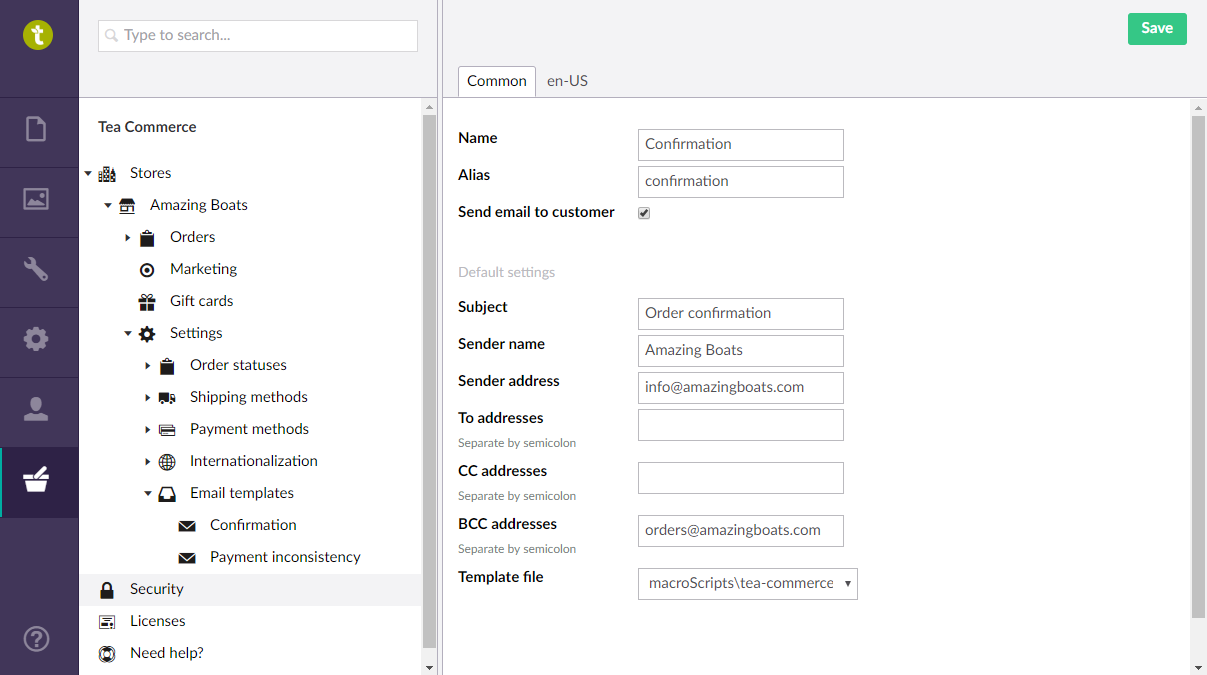 t
Type to search...
Save
Common
en-US
Tea Commerce
Stores
Amazing Boats
Orders
Marketing
Gift cards
Settings
Order statuses
Shipping methods
Payment methods
Internationalization
Email templates
Confirmation
Payment inconsistency
Security
Licenses
Need help?
Name
Confirmation
Alias
confirmation
Send email to customer
Default settings
Subject
Order confirmation
Sender name
Amazing Boats
Sender address
info@amazingboats.com
To addresses
Separate by semicolon
CC addresses
Separate by semicolon
BCC addresses
orders@amazingboats.com
Separate by semicolon
Template file
macroScripts\tea-commerce